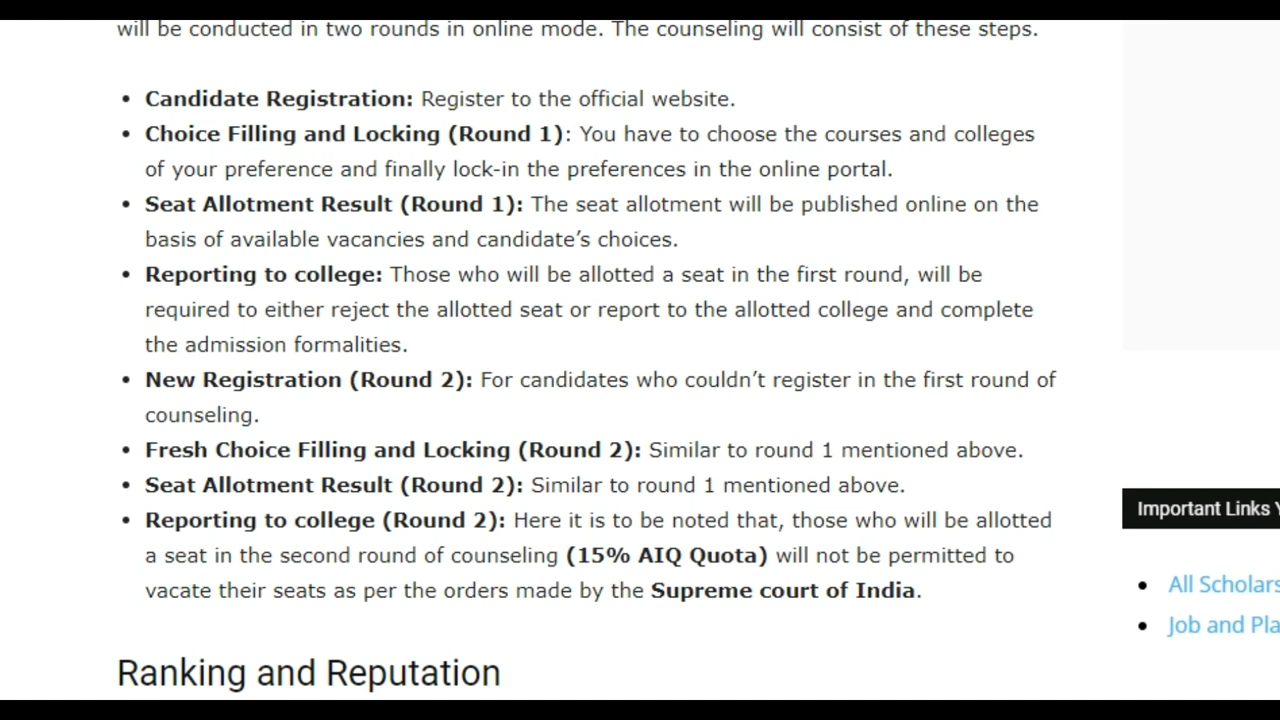 will be conducted in two rounds in online mode. The counseling will consist of these steps.
• Candidate Registration: Register to the official website.
• Choice Filling and Locking (Round 1): You have to choose the courses and colleges
of your preference and finally lock-in the preferences in the online portal.
• Seat Allotment Result (Round 1): The seat allotment will be published online on the
basis of available vacancies and candidate’s choices.
• Reporting to college: Those who will be allotted a seat in the first round, will be
required to either reject the allotted seat or report to the allotted college and complete
the admission formalities.
• New Registration (Round 2): For candidates who couldn’t register in the first round of
counseling.
• Fresh Choice Filling and Locking (Round 2): Similar to round 1 mentioned above.
• Seat Allotment Result (Round 2): Similar to round 1 mentioned above.
• Reporting to college (Round 2): Here it is to be noted that, those who will be allotted
a seat in the second round of counseling (15% AIQ Quota) will not be permitted to
vacate their seats as per the orders made by the Supreme court of India.
Ranking and Reputation
Important Links
• All
• Job and